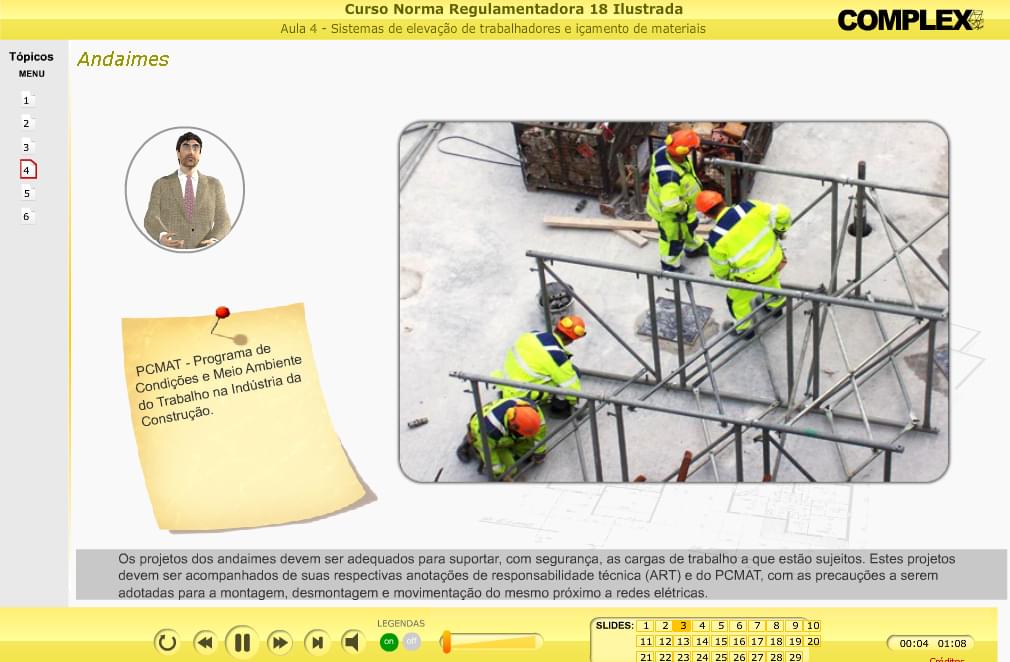 Curso Norma Regulamentadora 18 Ilustrada
Aula 4 - Sistemas de elevação de trabalhadores e içamento de materiais
COMPLEX
Tópicos
MENU
1
2
3
4
5
6
Andaimes
PCMAT - Programa de
Condições e Meio Ambiente
do Trabalho na Indústria da
Construção.
Os projetos dos andaimes devem ser adequados para suportar, com segurança, as cargas de trabalho a que estão sujeitos. Estes projetos
devem ser acompanhados de suas respectivas anotações de responsabilidade técnica (ART) e do PCMAT, com as precauções a serem
adotadas para a montagem, desmontagem e movimentação do mesmo próximo a redes elétricas.
LEGENDAS
on off
SLIDES: 1 2 3 4 5 6 7 8 9 10
11 12 13 14 15 16 17 18 19 20
21 22 23 24 25 26 27 28 29
00:04 01:08
Créditos